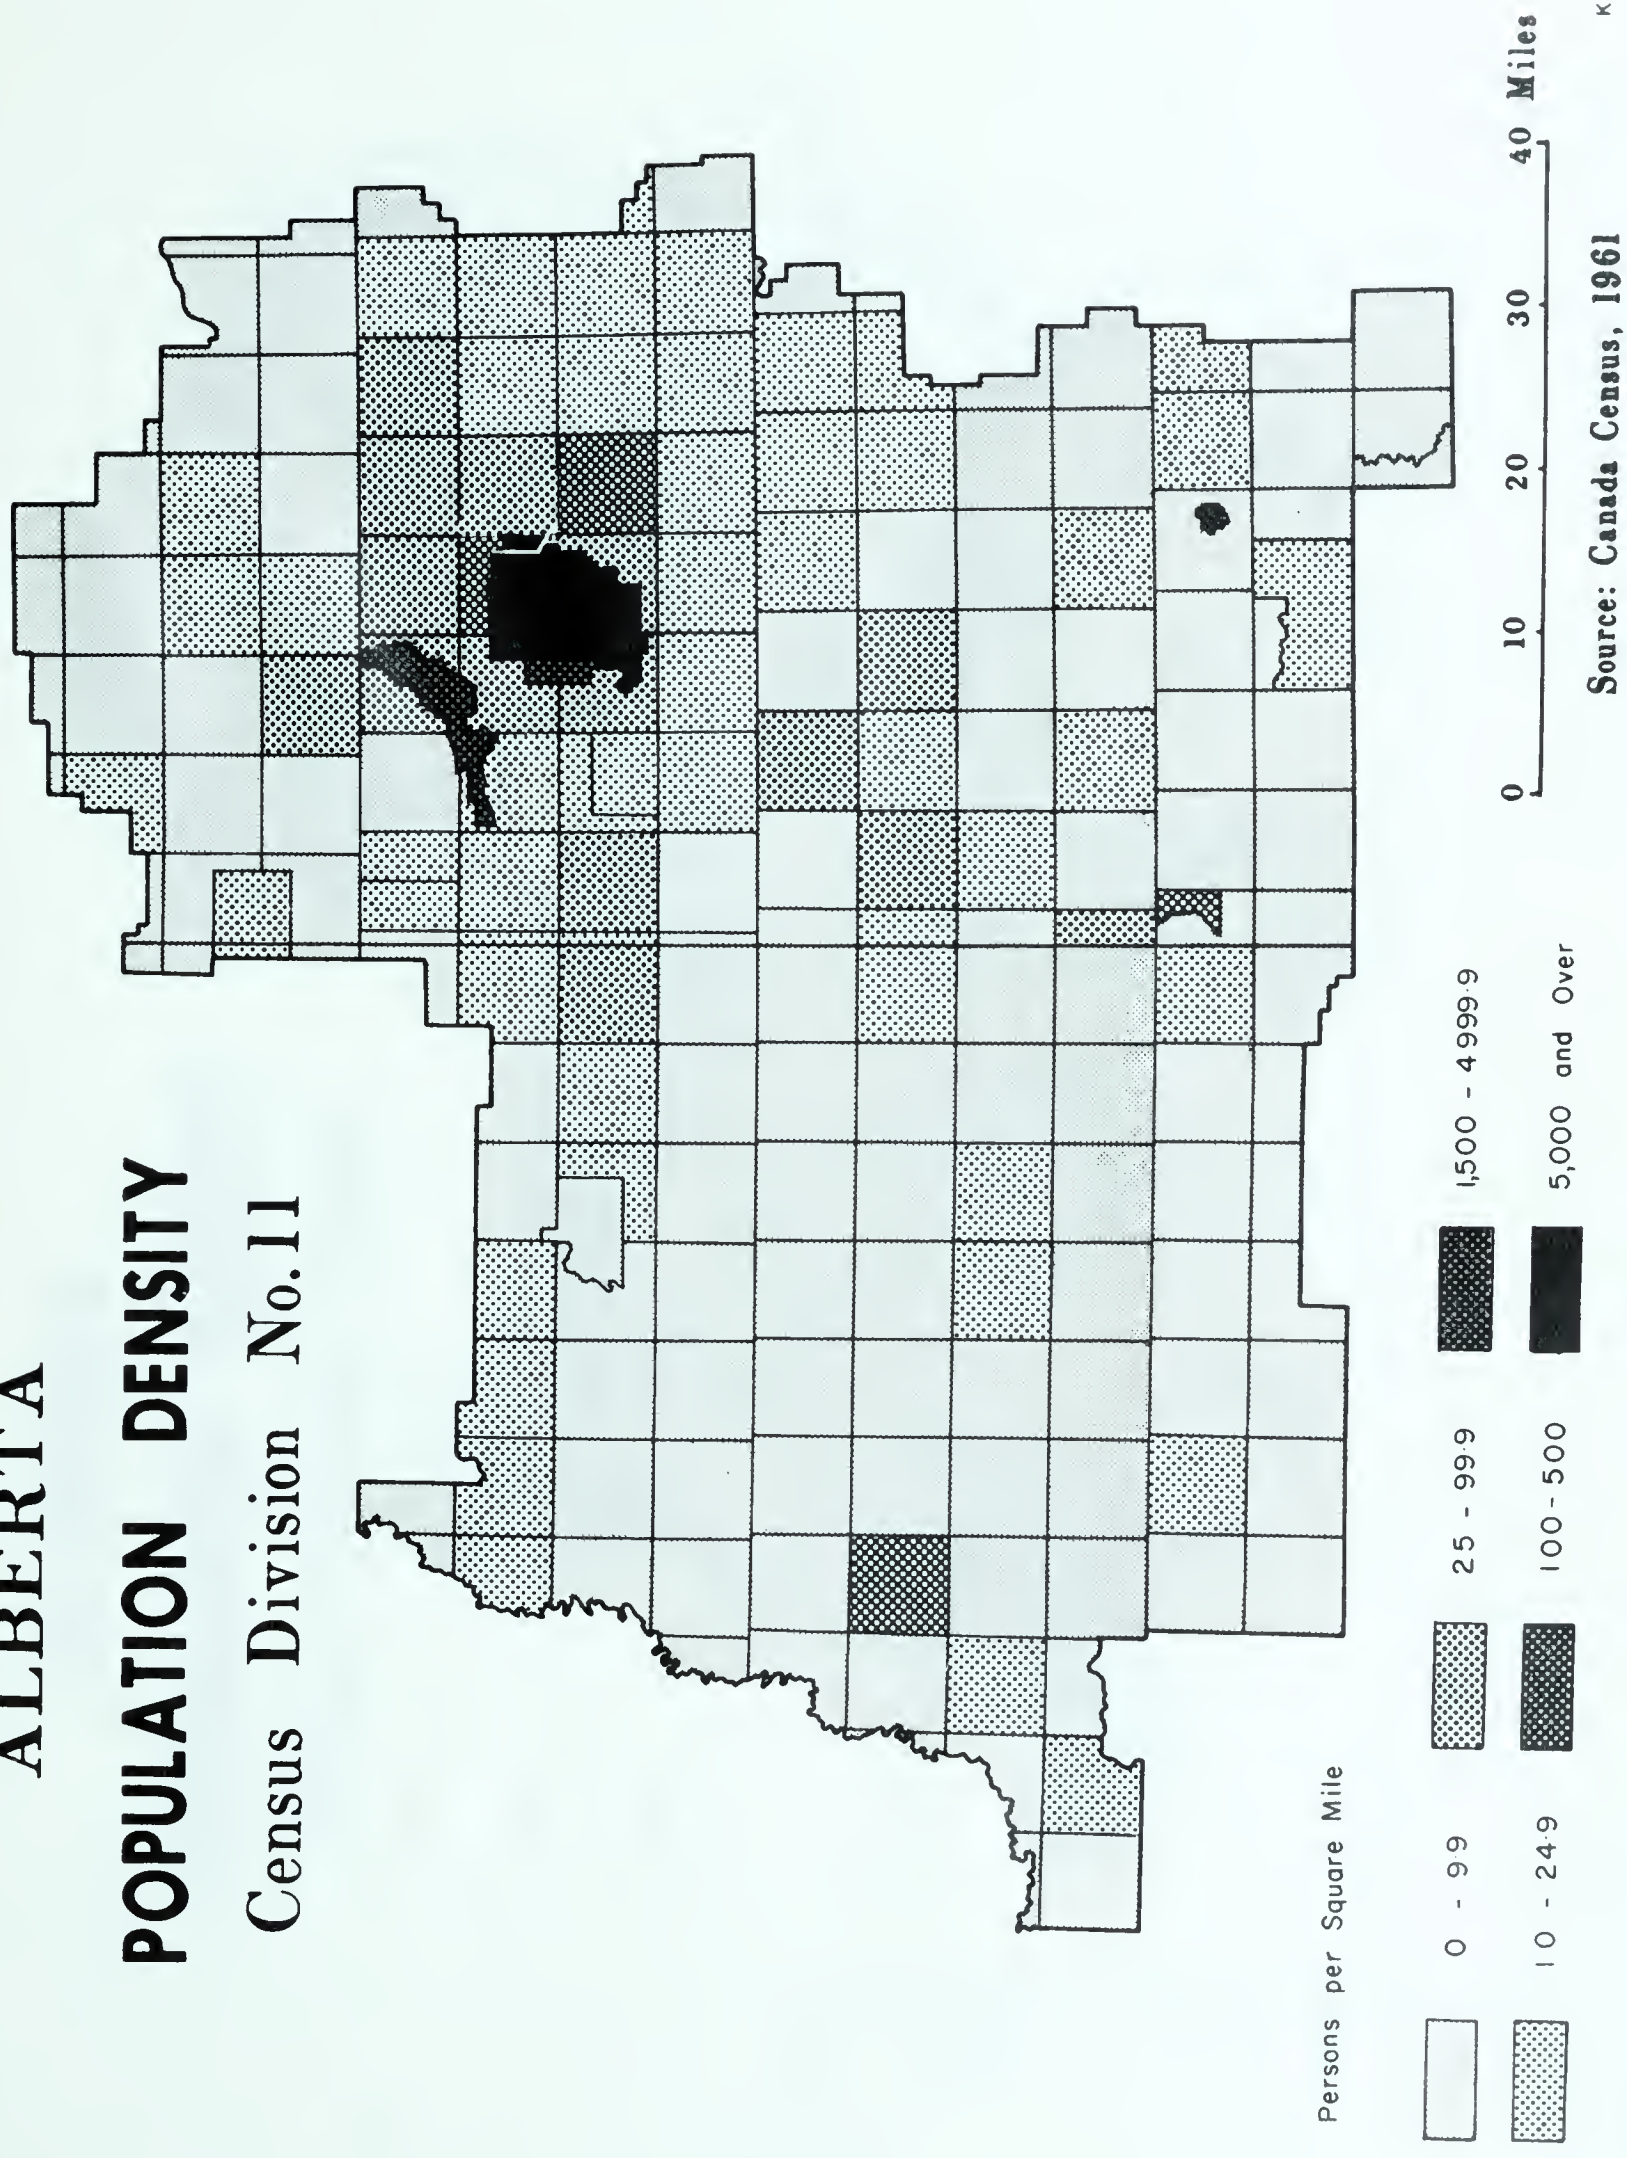 ALBERTA
POPULATION DENSITY
Census Division No.11
Persons per Square Mile
0 - 9·9
25 - 99·9
1,500 - 4999·9
10 - 24·9
100-500
5,000 and Over
0 10 20 30 40 Miles
Source: Canada Census, 1961
K